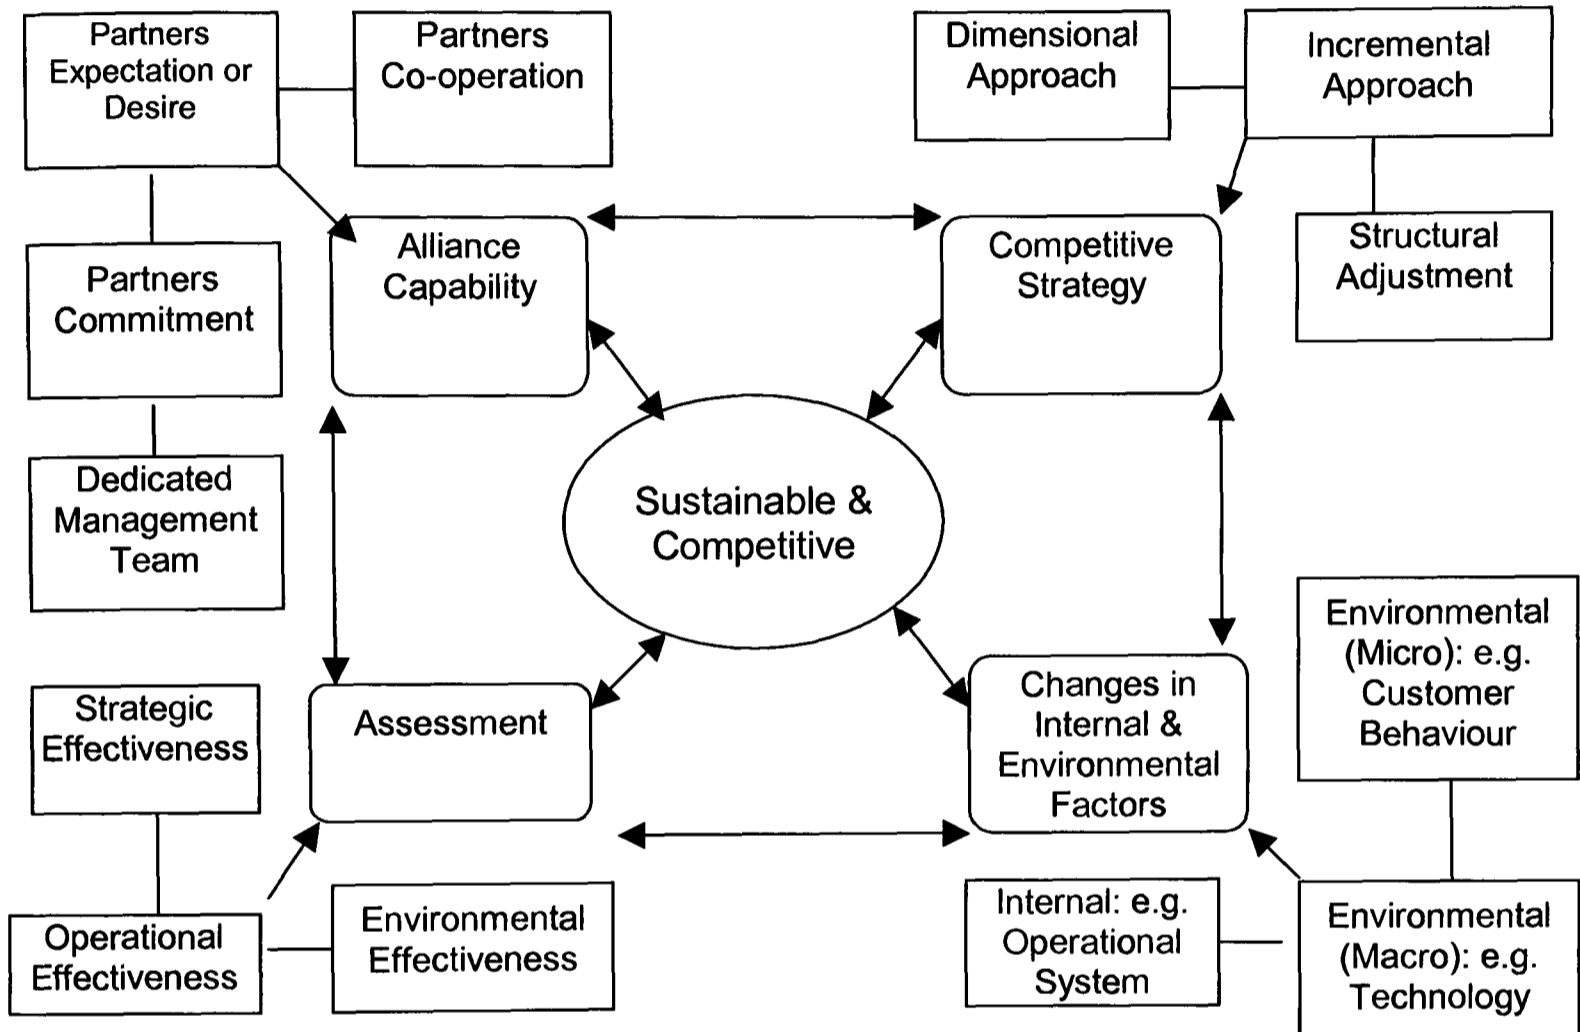 Partners
Expectation or
Desire
Partners
Co-operation
Dimensional
Approach
Incremental
Approach
Partners
Commitment
Alliance
Capability
Competitive
Strategy
Structural
Adjustment
Dedicated
Management
Team
Sustainable &
Competitive
Environmental
(Micro): e.g.
Customer
Behaviour
Strategic
Effectiveness
Assessment
Changes in
Internal &
Environmental
Factors
Operational
Effectiveness
Environmental
Effectiveness
Internal: e.g.
Operational
System
Environmental
(Macro): e.g.
Technology